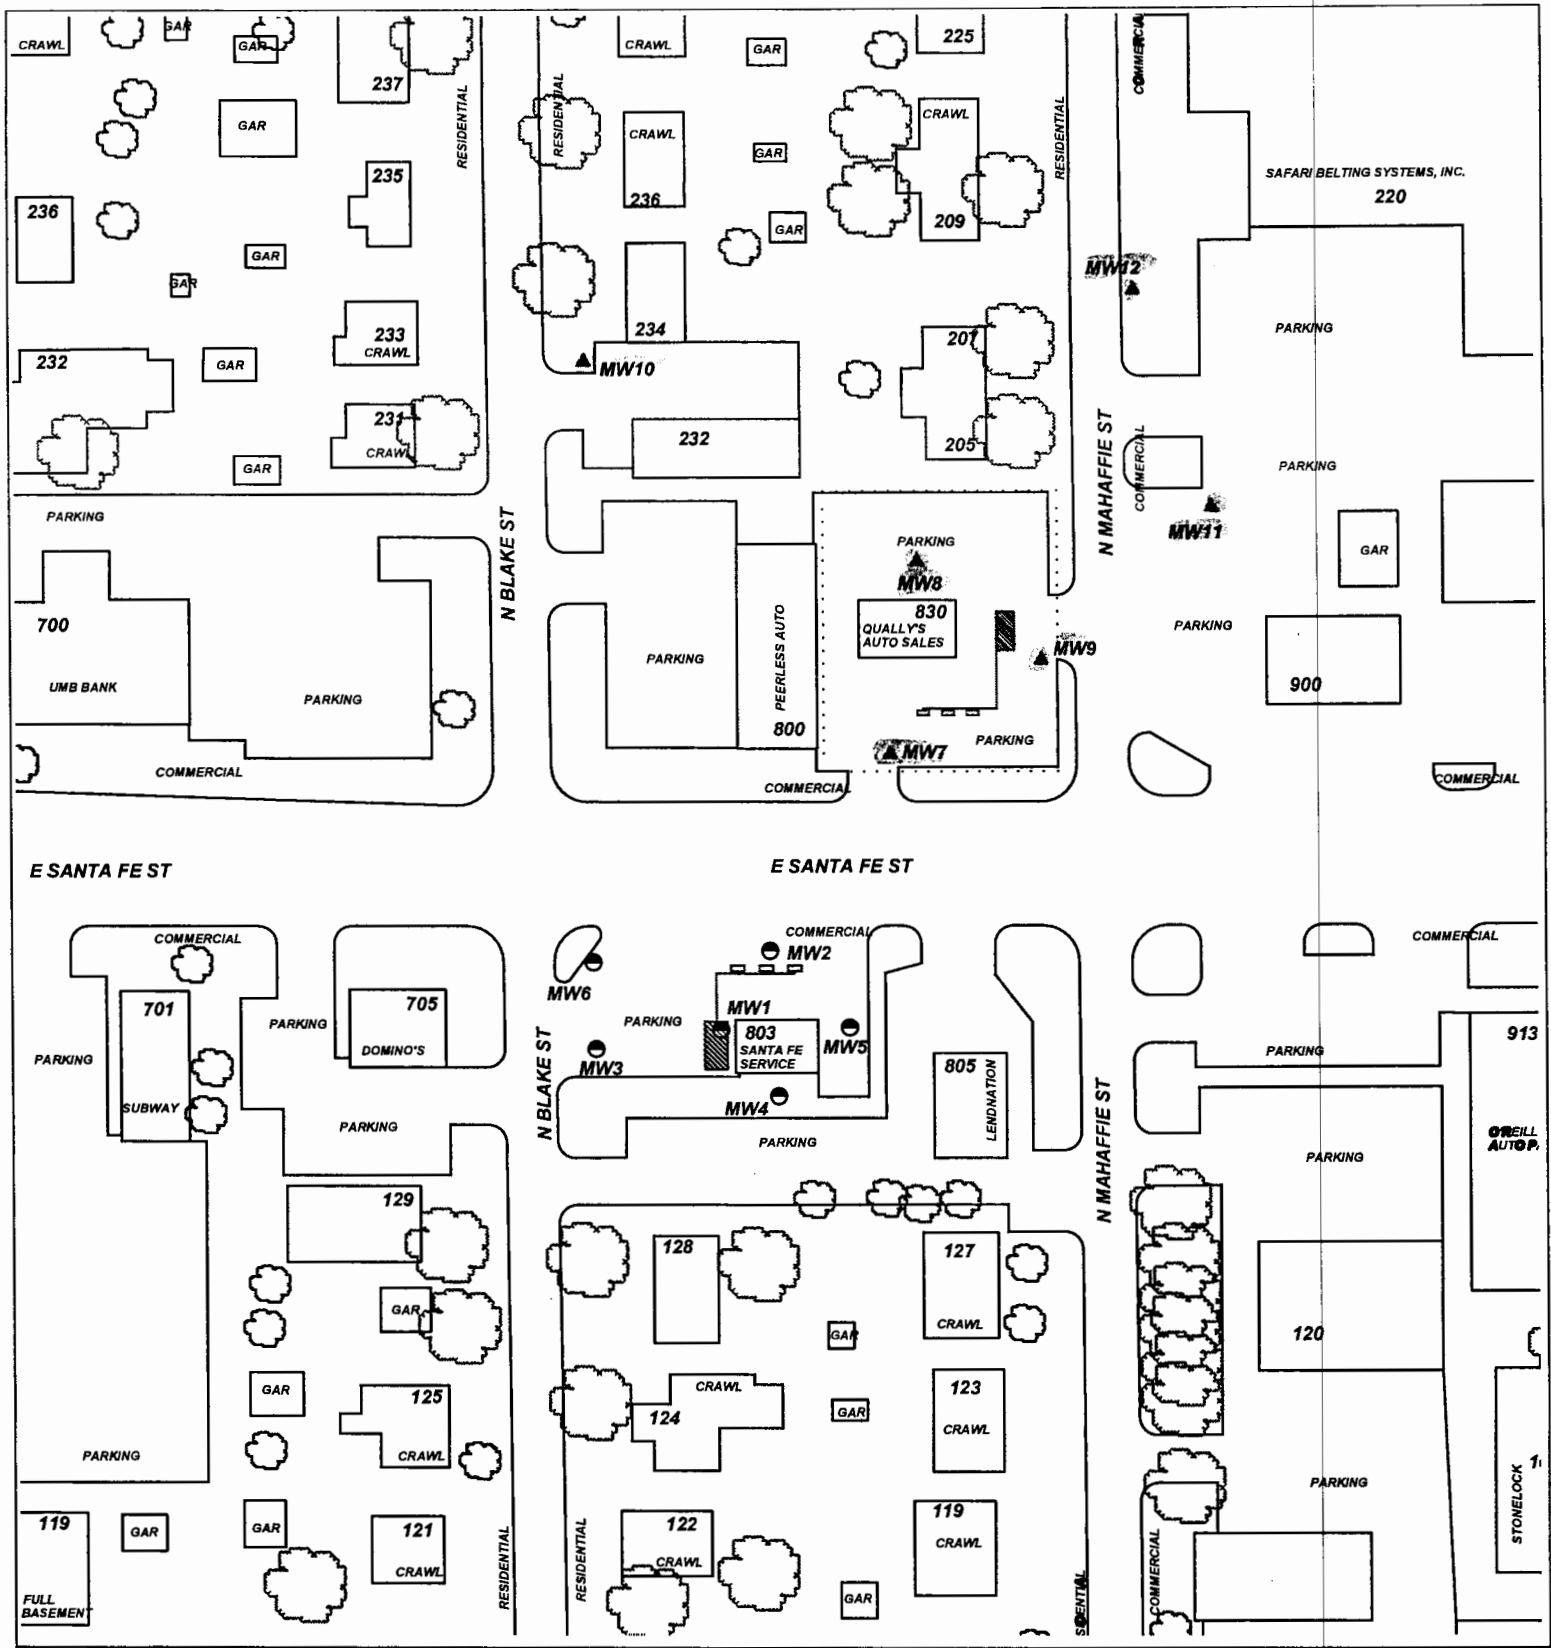 CRAWL
GAR
GAR
237
RESIDENTIAL
GAR
235
236
GAR
GAR
232
GAR
233
CRAWL
231
CRAWL
GAR
RESIDENTIAL
CRAWL
GAR
225
CRAWL
236
GAR
CRAWL
209
GAR
RESIDENTIAL
234
MW10
207
205
232
COMMERCIAL
SAFARI BELTING SYSTEMS, INC.
220
MW12
PARKING
N MAHAFFIE ST
COMMERCIAL
PARKING
MW11
GAR
PARKING
900
COMMERCIAL
PARKING
700
UMB BANK
PARKING
COMMERCIAL
N BLAKE ST
PARKING
PEERLESS AUTO
800
PARKING
MW8
830
QUALLY'S
AUTO SALES
MW9
PARKING
MW7
COMMERCIAL
E SANTA FE ST
E SANTA FE ST
COMMERCIAL
701
PARKING
SUBWAY
PARKING
705
DOMINO'S
PARKING
MW6
N BLAKE ST
PARKING
MW3
COMMERCIAL
MW2
MW1
803
SANTA FE
SERVICE
MW5
MW4
805
LENDNATION
PARKING
N MAHAFFIE ST
COMMERCIAL
PARKING
913
PARKING
120
PARKING
STONELOCK
COMMERCIAL
129
GAR
GAR
125
CRAWL
PARKING
119
FULL
BASEMENT
GAR
GAR
121
CRAWL
RESIDENTIAL
RESIDENTIAL
128
127
CRAWL
GAR
CRAWL
124
GAR
123
CRAWL
122
CRAWL
119
CRAWL
GAR